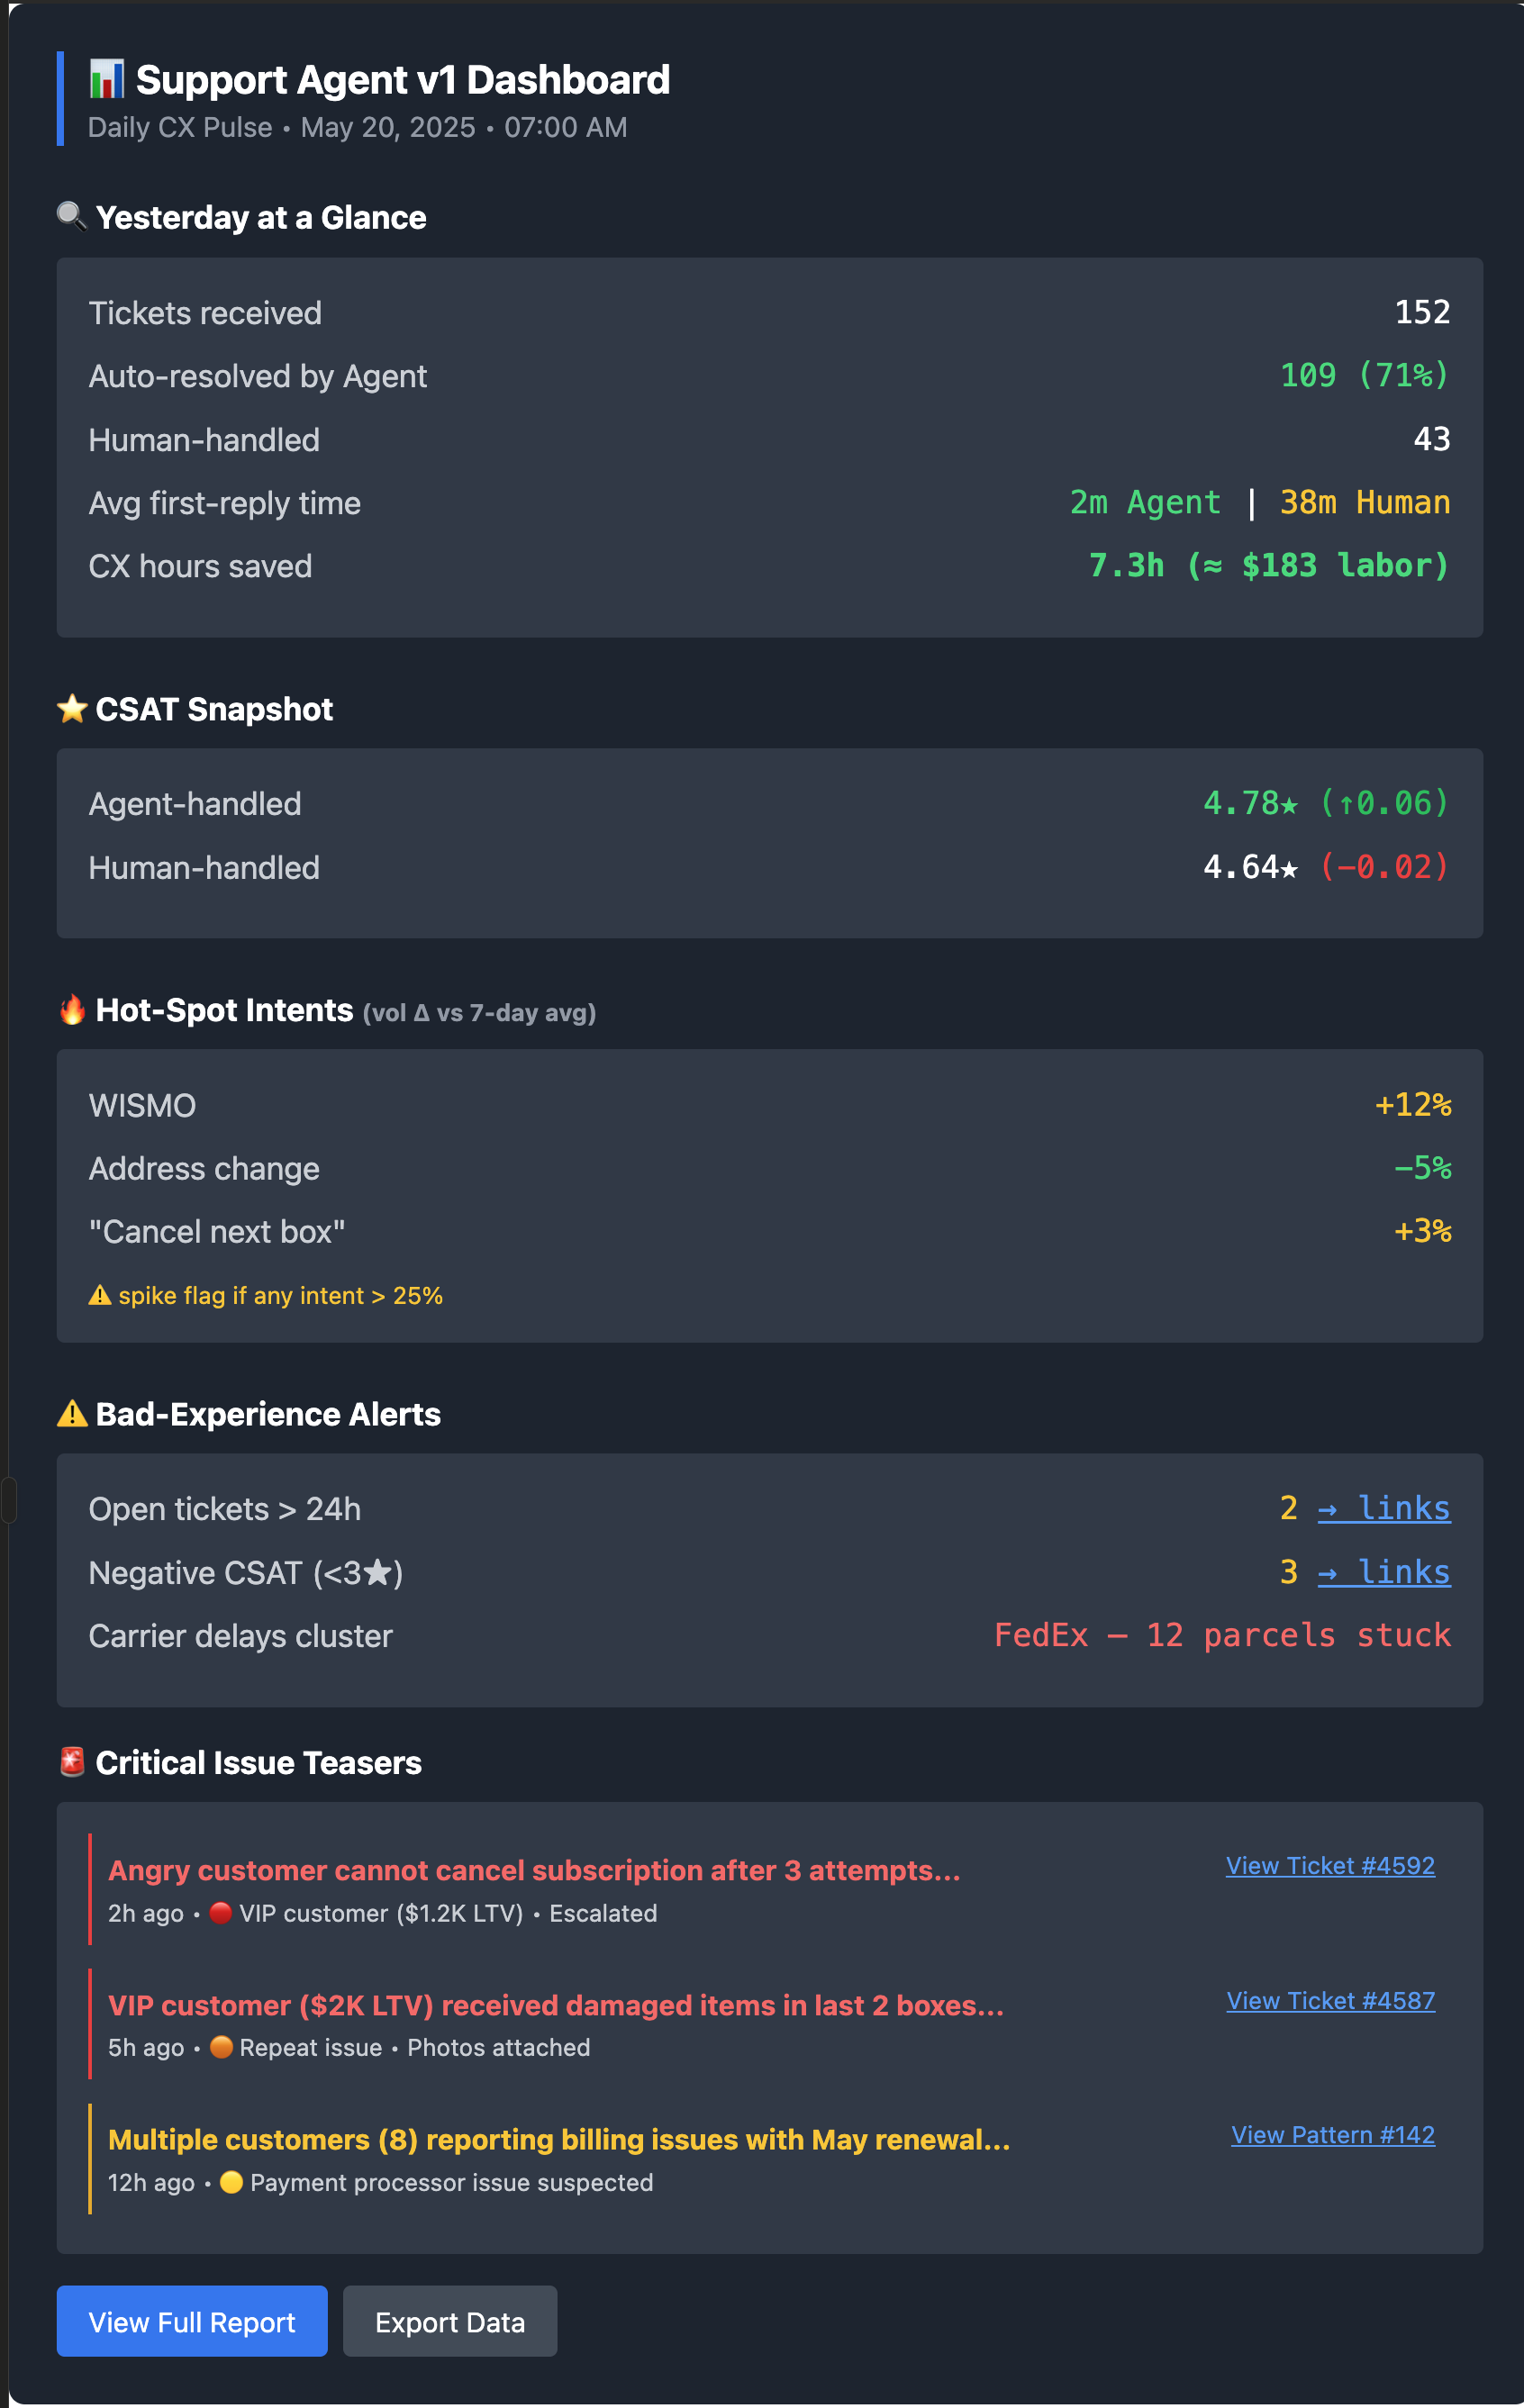 📊 Support Agent v1 Dashboard
Daily CX Pulse • May 20, 2025 • 07:00 AM
🔍 Yesterday at a Glance
Tickets received 152
Auto-resolved by Agent 109 (71%)
Human-handled 43
Avg first-reply time 2m Agent | 38m Human
CX hours saved 7.3h (≈ $183 labor)
⭐ CSAT Snapshot
Agent-handled 4.78★ (↑0.06)
Human-handled 4.64★ (−0.02)
🔥 Hot-Spot Intents (vol Δ vs 7-day avg)
WISMO +12%
Address change −5%
"Cancel next box" +3%
⚠ spike flag if any intent > 25%
⚠️ Bad-Experience Alerts
Open tickets > 24h 2 → links
Negative CSAT (<3★) 3 → links
Carrier delays cluster FedEx – 12 parcels stuck
🚨 Critical Issue Teasers
Angry customer cannot cancel subscription after 3 attempts... View Ticket #4592
2h ago • 🔴 VIP customer ($1.2K LTV) • Escalated
VIP customer ($2K LTV) received damaged items in last 2 boxes... View Ticket #4587
5h ago • 🟠 Repeat issue • Photos attached
Multiple customers (8) reporting billing issues with May renewal... View Pattern #142
12h ago • 🟡 Payment processor issue suspected
View Full Report Export Data